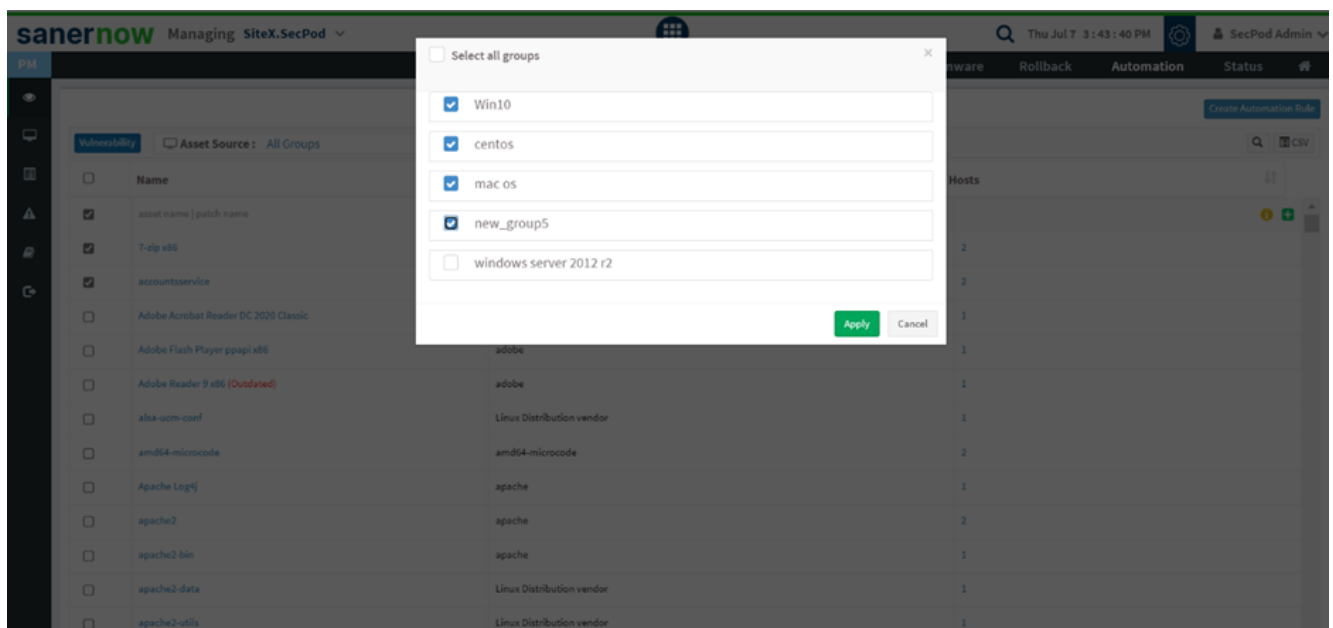 sanernow Managing SiteX.SecPod Thu Jul 7 3:43:40 PM SecPod Admin
PM nware Rollback Automation Status
Select all groups ×
Win10
centos
mac os
new_group5
windows server 2012 r2
Apply Cancel
Create Automation Rule
Vulnerability Asset Source : All Groups CSV
Name Hosts
asset name | patch name
7-zip x86 2
accountsservice 2
Adobe Acrobat Reader DC 2020 Classic 1
Adobe Flash Player ppapi x86 adobe 1
Adobe Reader 9 x86 (Outdated) adobe 1
alsa-ucm-conf Linux Distribution vendor 1
amd64-microcode amd64-microcode 2
Apache Log4j apache 1
apache2 apache 2
apache2-bin apache 1
apache2-data Linux Distribution vendor 1
apache2-utils Linux Distribution vendor 1